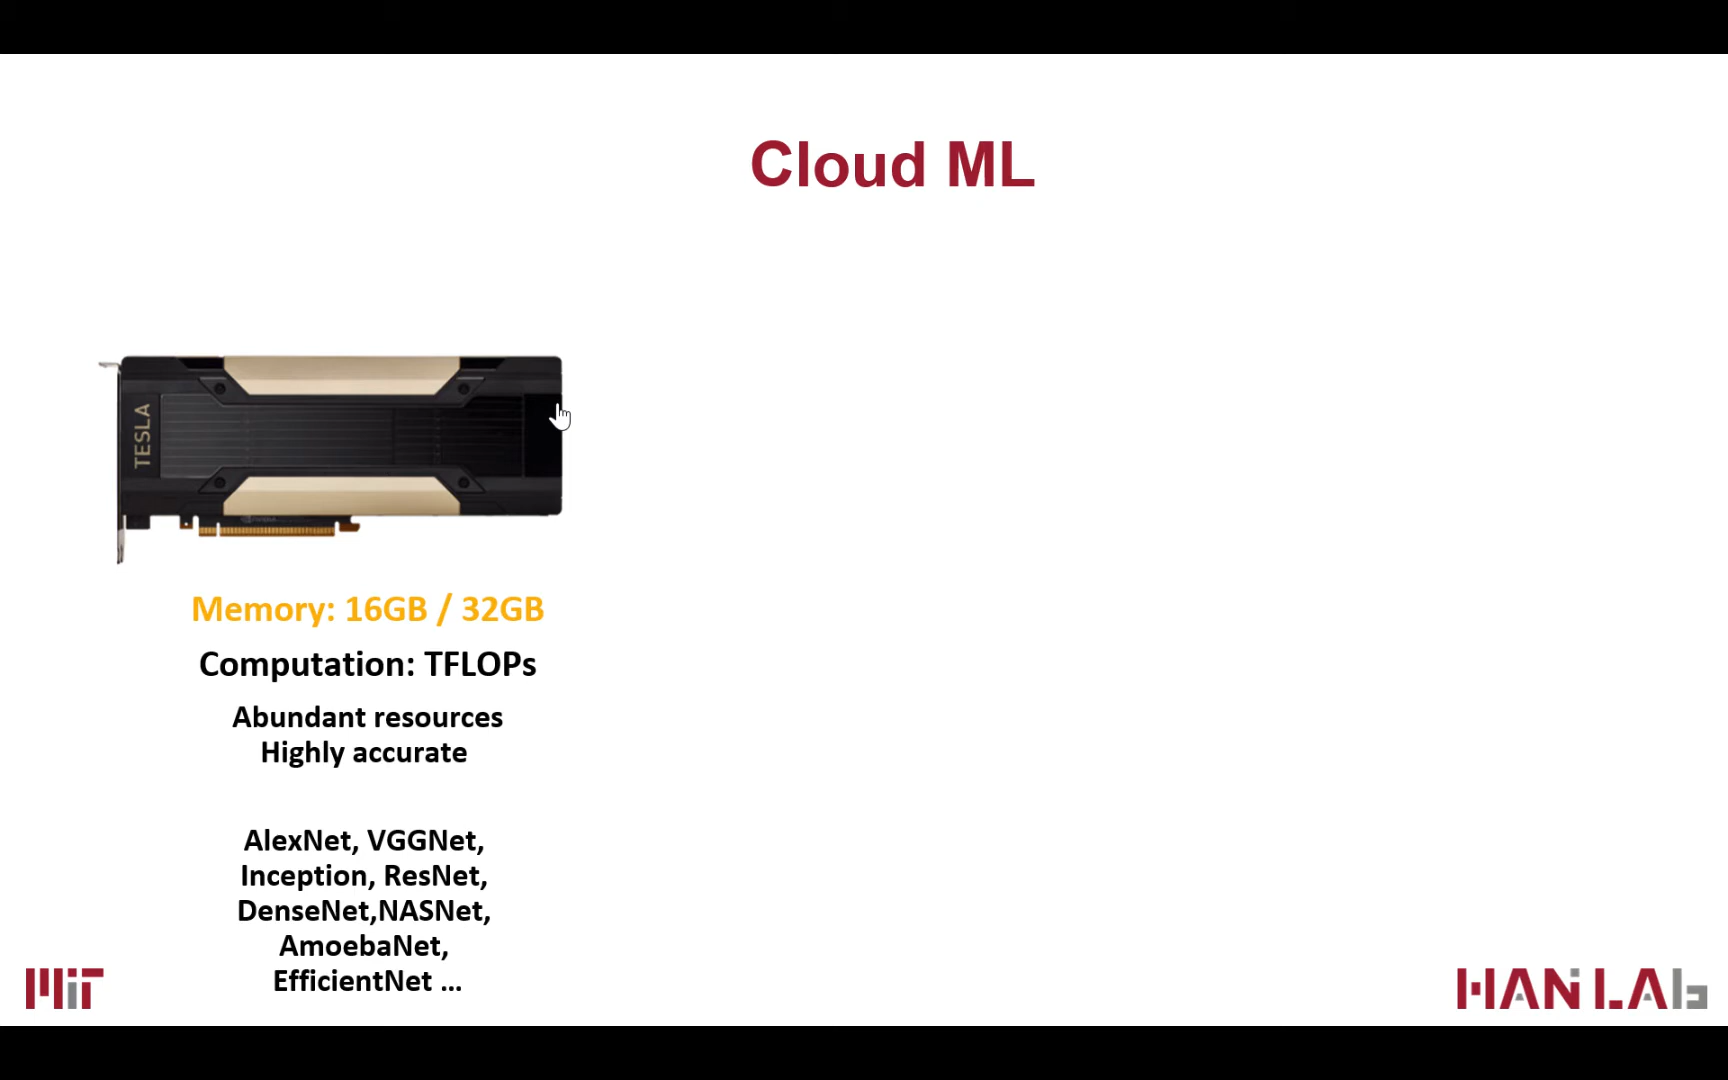 Cloud ML
TESLA
Memory: 16GB / 32GB
Computation: TFLOPs
Abundant resources
Highly accurate
AlexNet, VGGNet,
Inception, ResNet,
DenseNet,NASNet,
AmoebaNet,
EfficientNet ...
MiT
HAN LAb